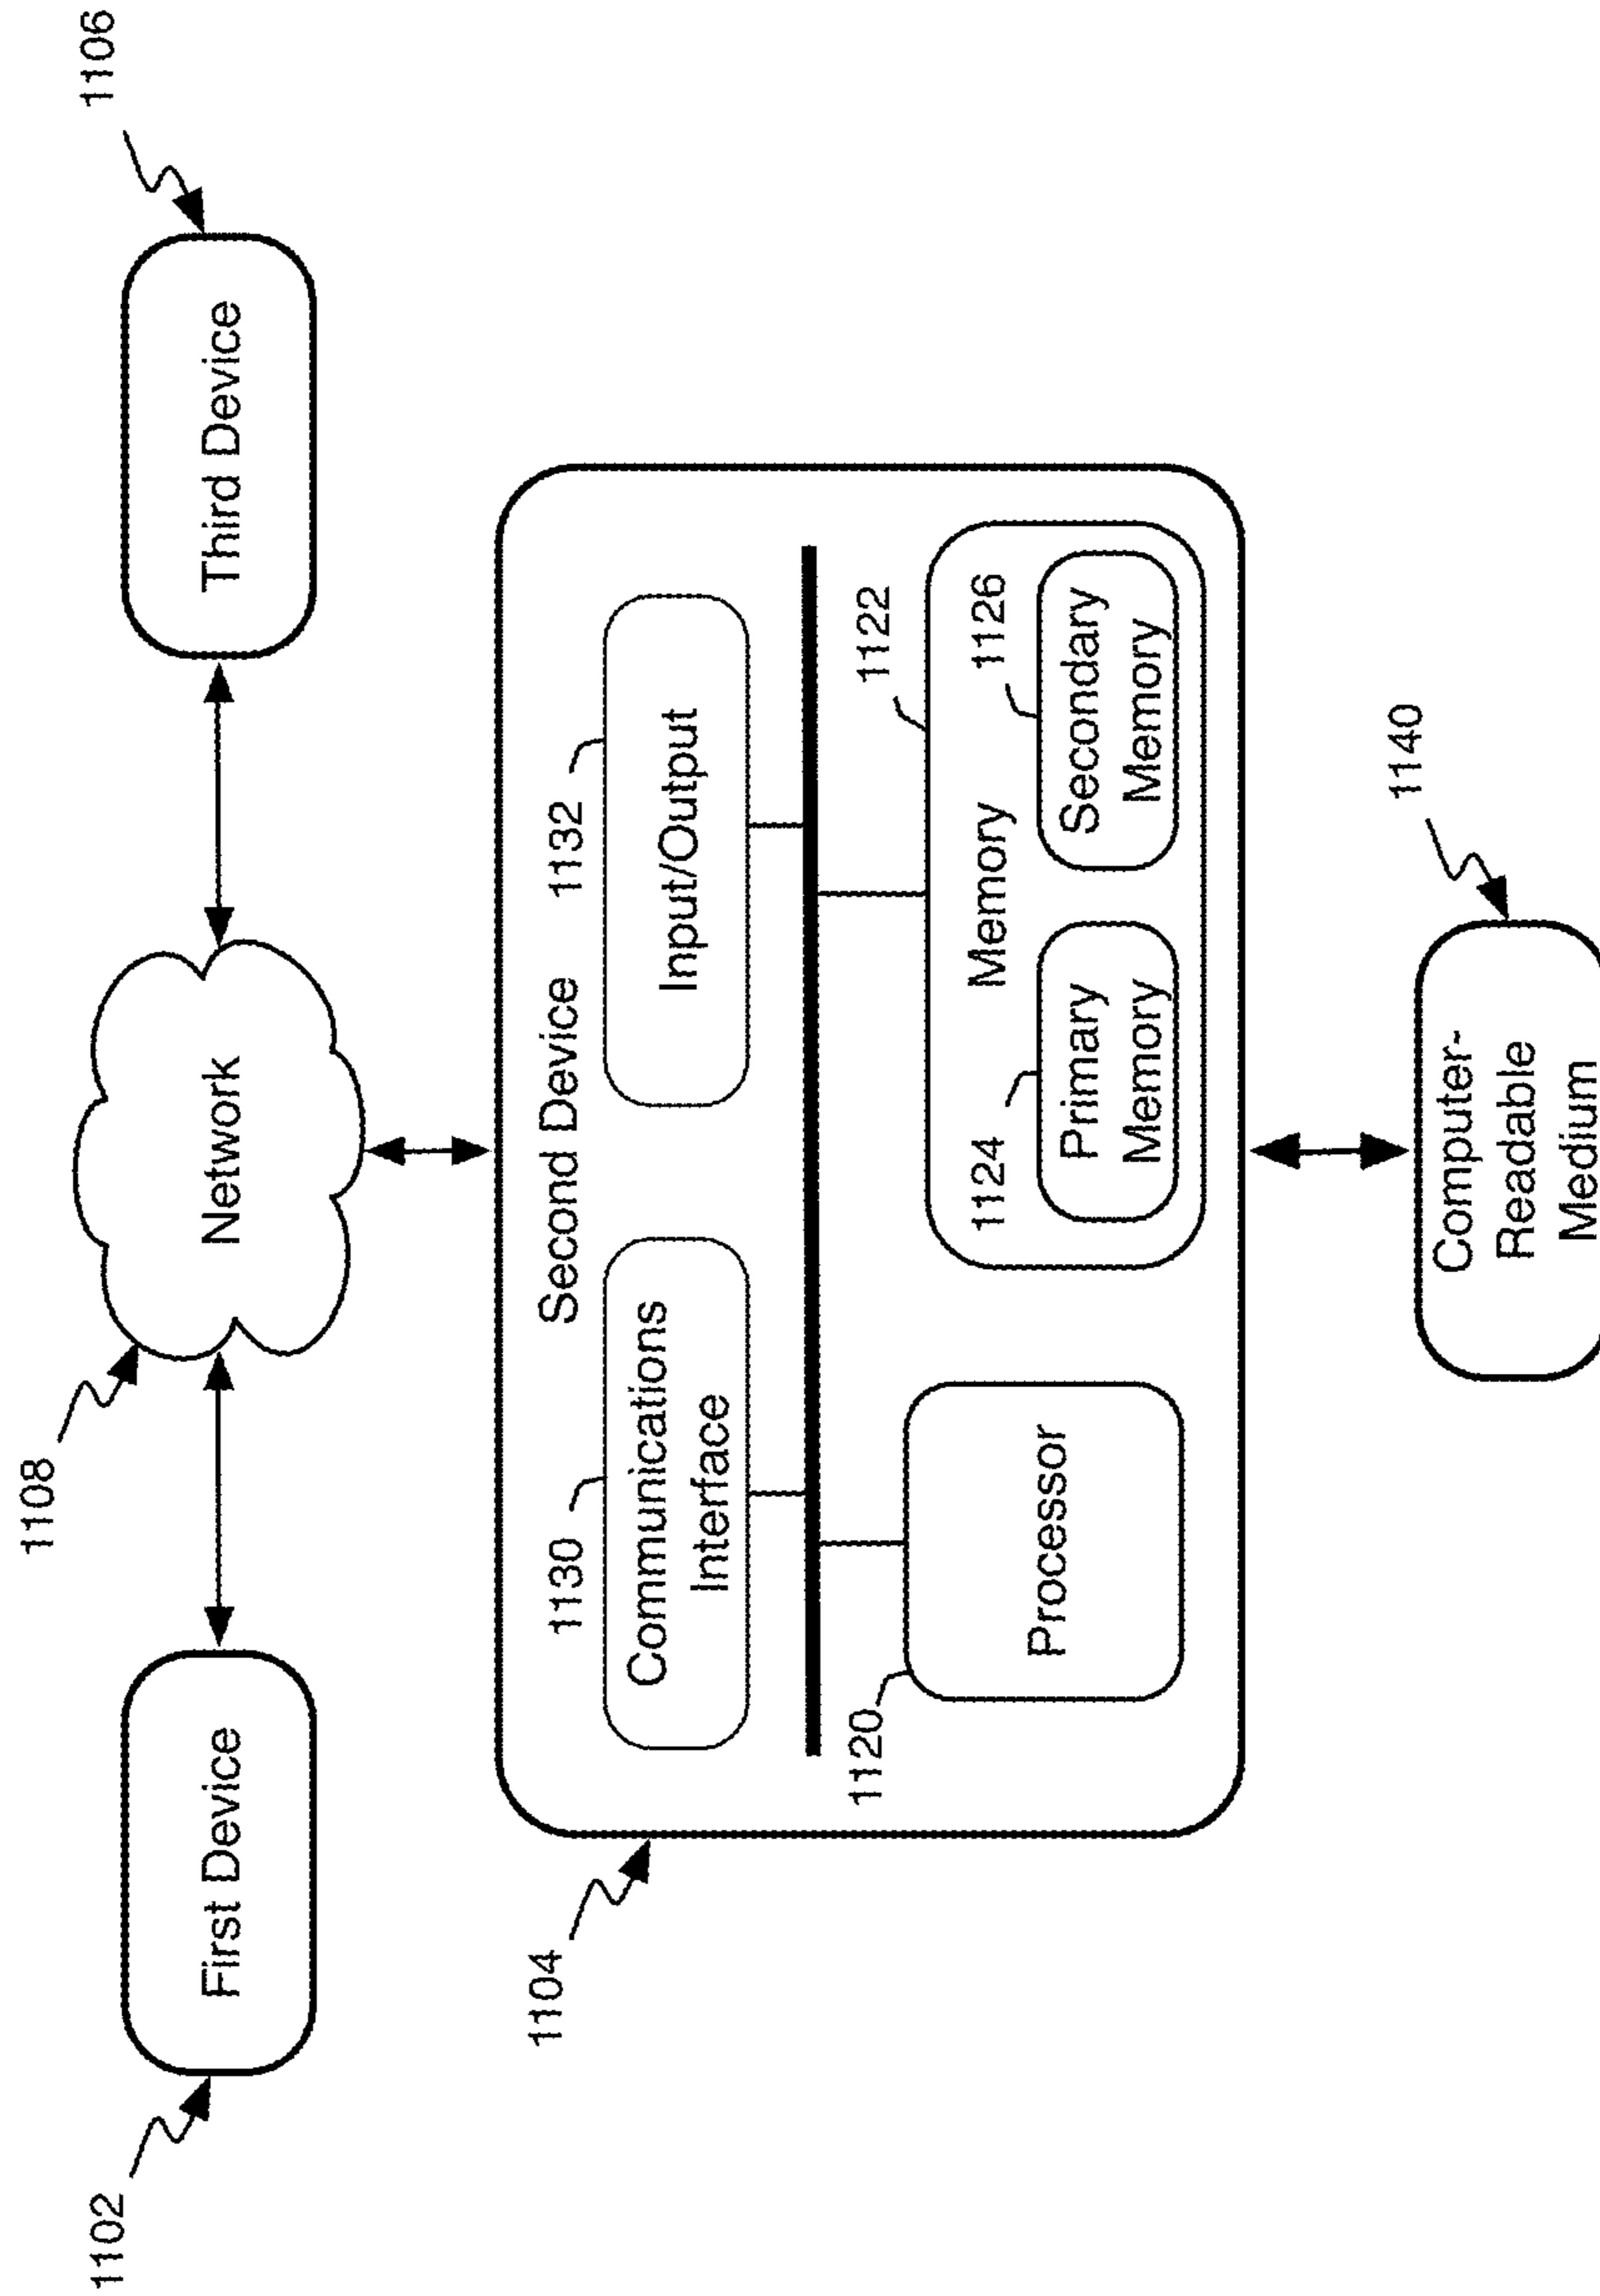 1108
1102
1106
First Device
Network
Third Device
1104
Second Device
1130
1132
Communications
Interface
Input/Output
1120
1122
Processor
Memory
1124
1126
Primary
Memory
Secondary
Memory
1140
Computer-
Readable
Medium